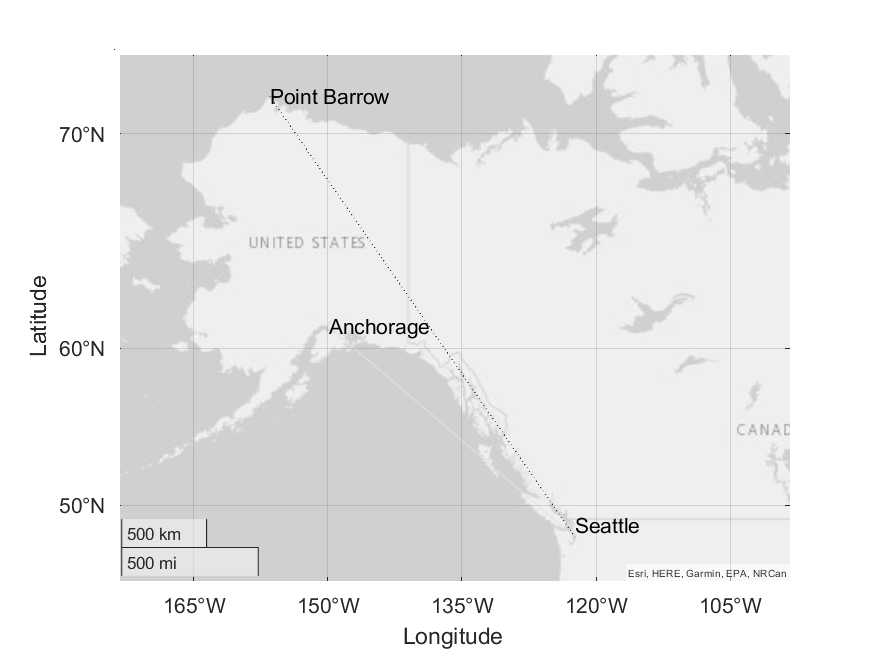 Point Barrow
70°N
UNITED STATES
Anchorage
60°N
Latitude
CANAD
50°N
Seattle
500 km
500 mi
Esri, HERE, Garmin, EPA, NRCan
165°W 150°W 135°W 120°W 105°W
Longitude